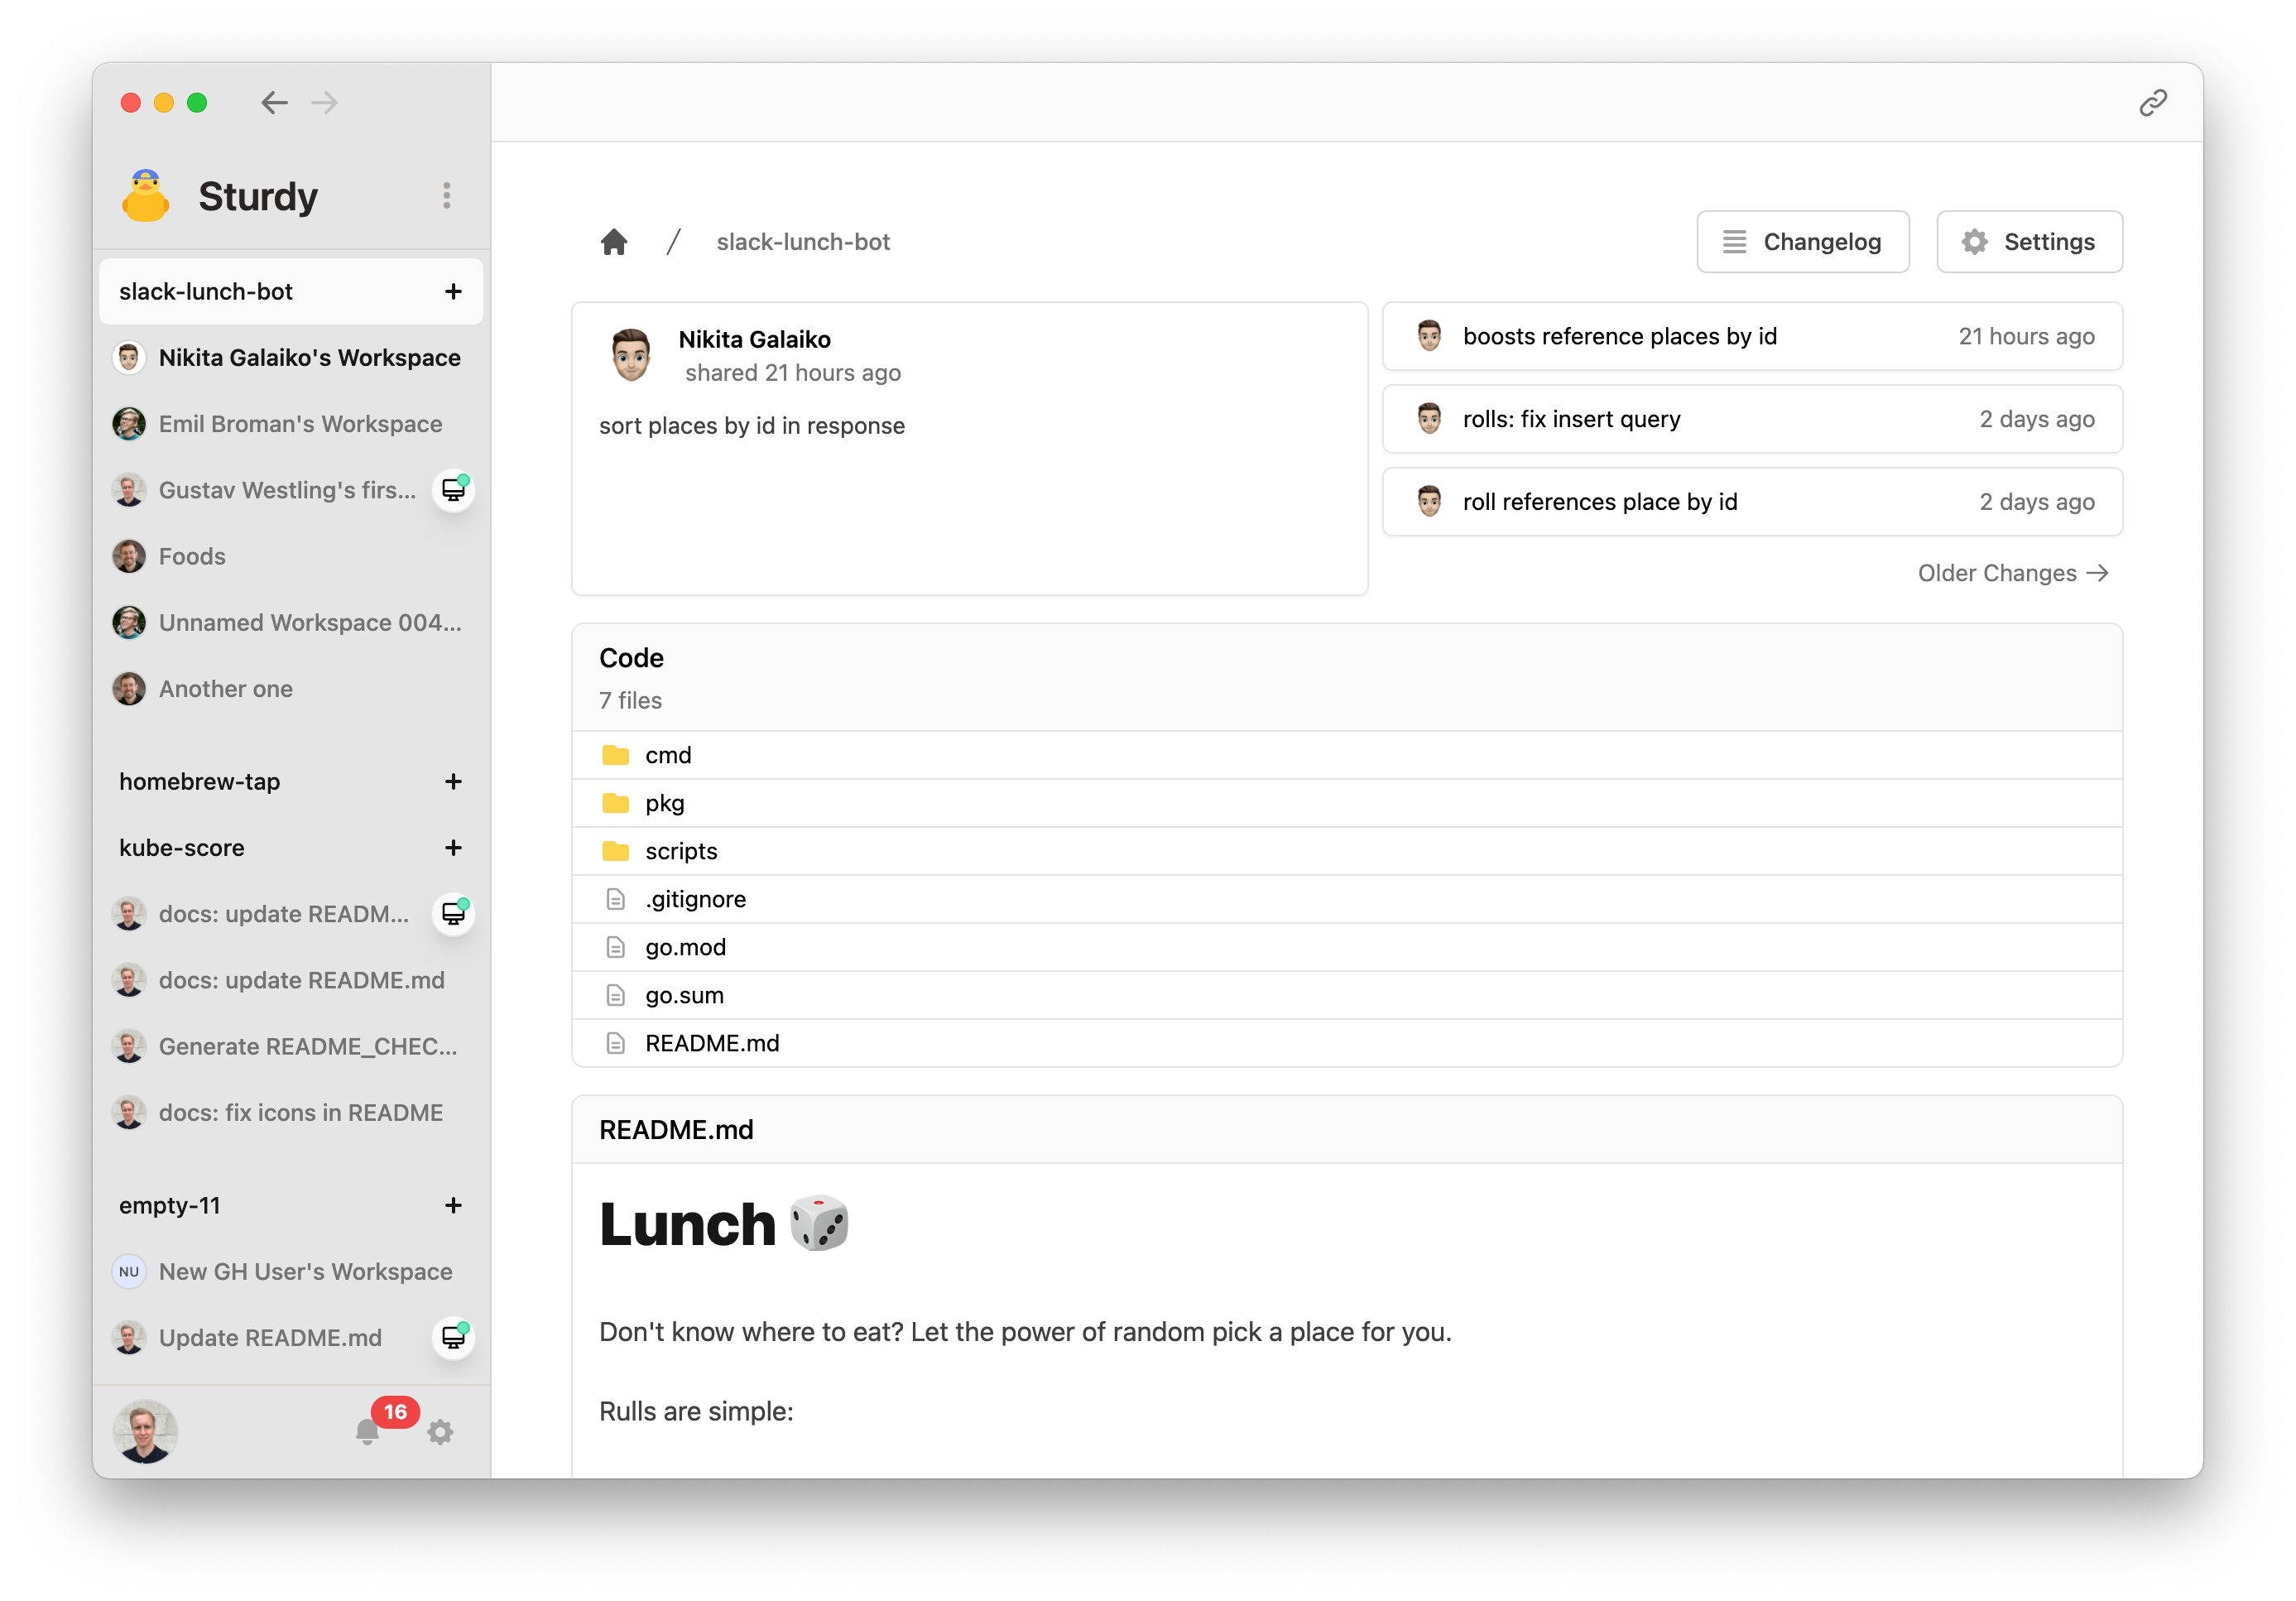 Sturdy
slack-lunch-bot
Nikita Galaiko's Workspace
Emil Broman's Workspace
Gustav Westling's firs...
Foods
Unnamed Workspace 004...
Another one
homebrew-tap
kube-score
docs: update READM...
docs: update README.md
Generate README_CHEC...
docs: fix icons in README
empty-11
NU New GH User's Workspace
Update README.md
16
/ slack-lunch-bot
Changelog
Settings
Nikita Galaiko
shared 21 hours ago
sort places by id in response
boosts reference places by id 21 hours ago
rolls: fix insert query 2 days ago
roll references place by id 2 days ago
Older Changes →
Code
7 files
cmd
pkg
scripts
.gitignore
go.mod
go.sum
README.md
README.md
Lunch 🎲
Don't know where to eat? Let the power of random pick a place for you.
Rulls are simple: